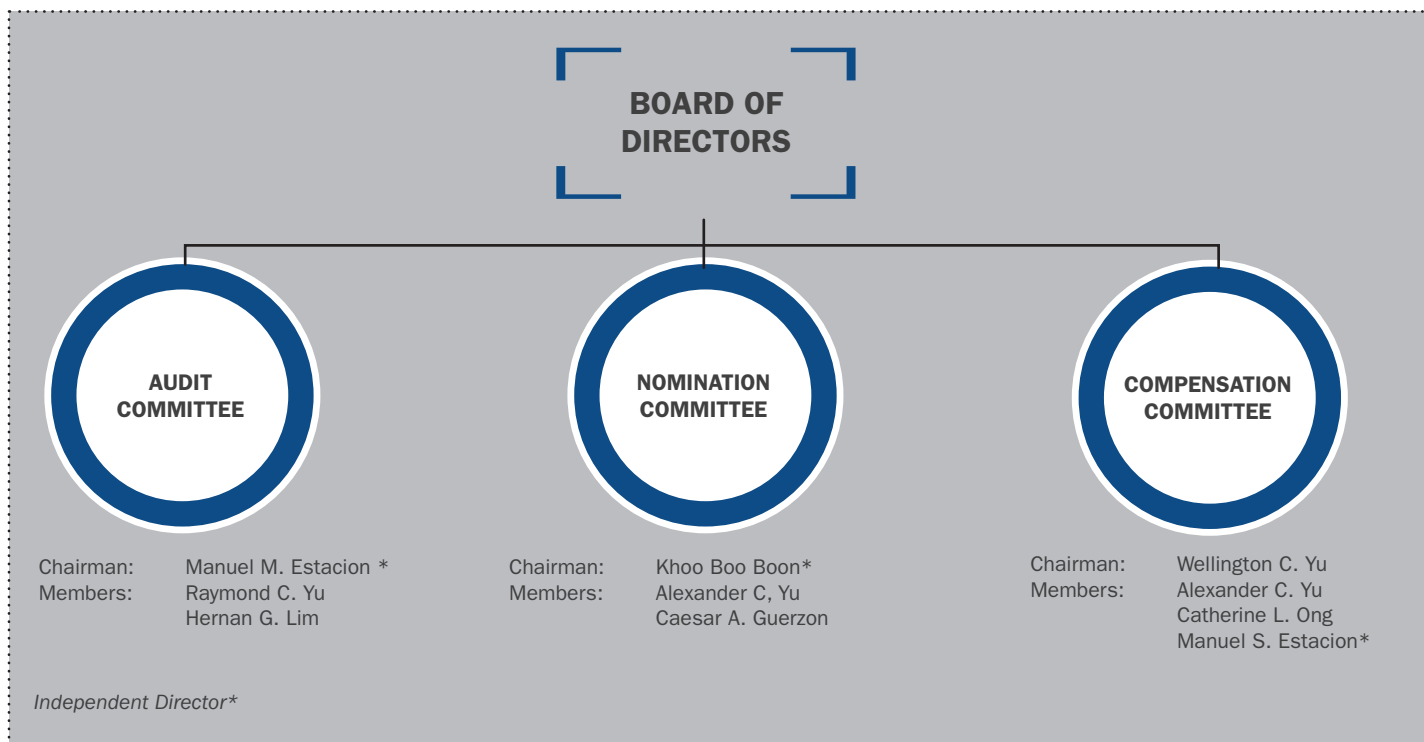 BOARD OF
DIRECTORS
AUDIT
COMMITTEE
NOMINATION
COMMITTEE
COMPENSATION
COMMITTEE
Chairman: Manuel M. Estacion *
Members: Raymond C. Yu
Hernan G. Lim
Chairman: Khoo Boo Boon*
Members: Alexander C, Yu
Caesar A. Guerzon
Chairman: Wellington C. Yu
Members: Alexander C. Yu
Catherine L. Ong
Manuel S. Estacion*
Independent Director*